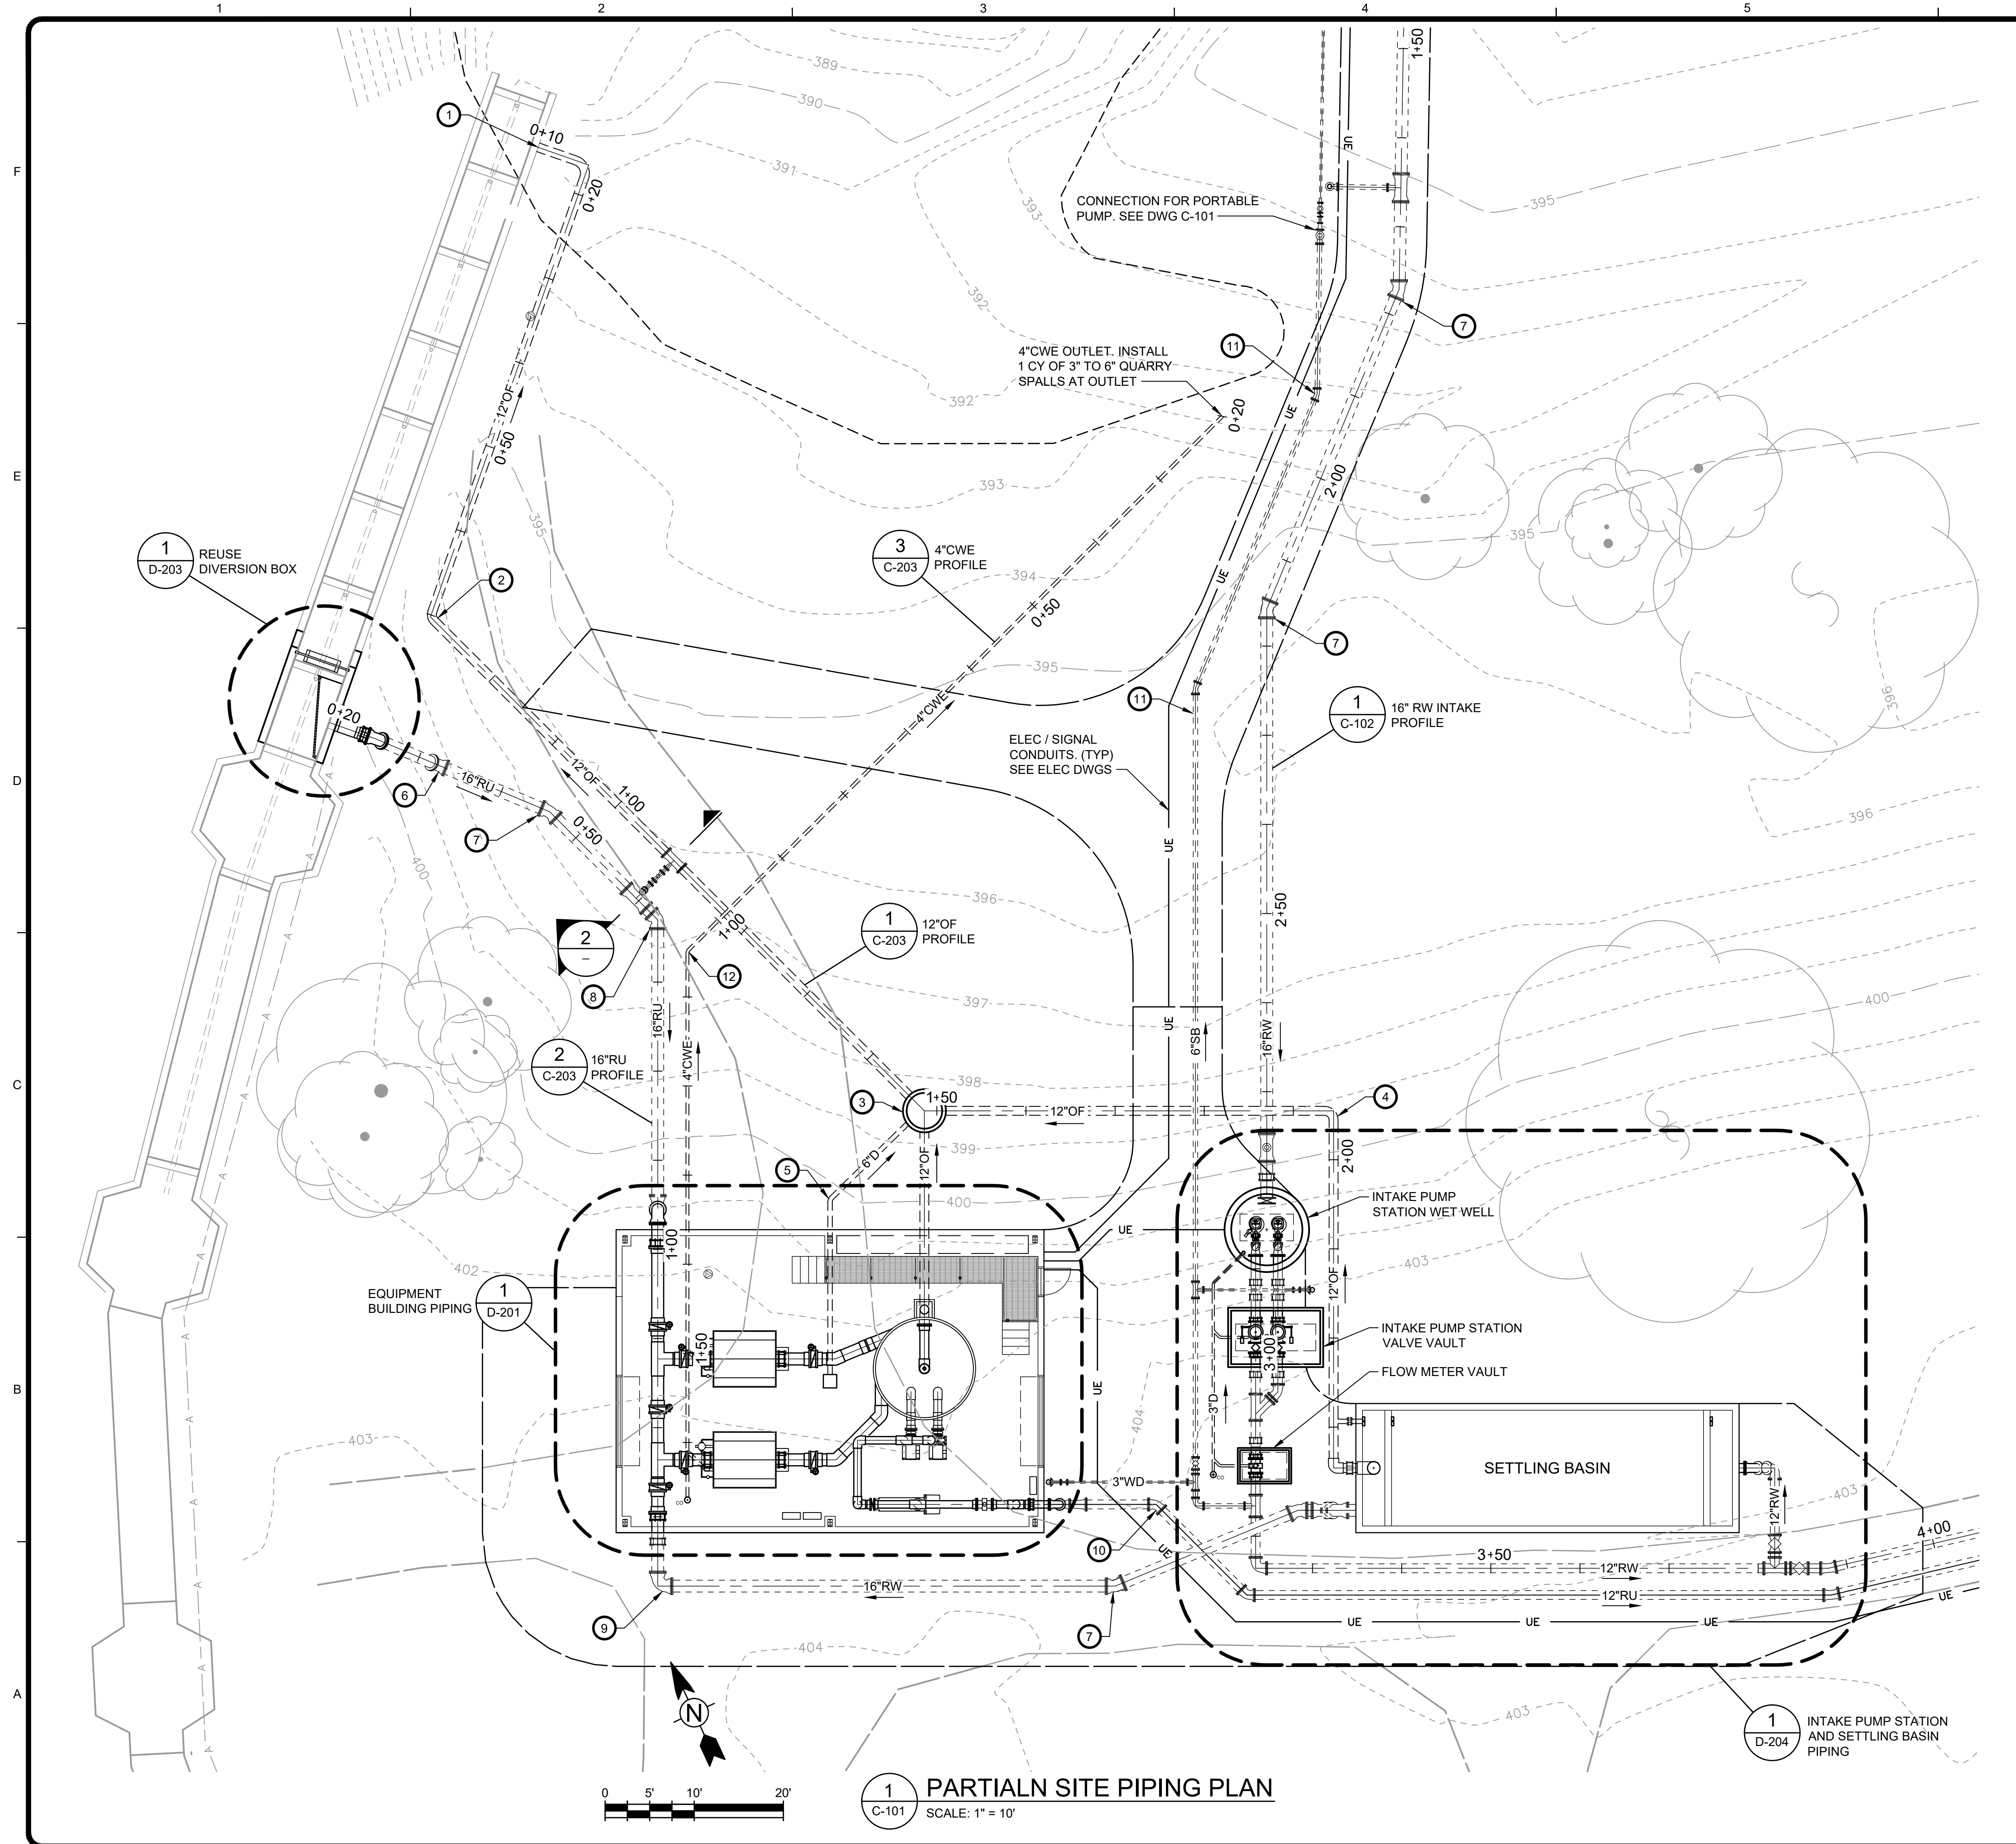 1
2
3
4
5
F
E
D
C
B
A
389
390
391
392
393
392
393
394
395
395
395
395
396
396
396
397
398
399
400
400
400
402
403
403
403
403
404
404
1
0+10
0+20
12"OF
0+50
2
1+50
UE
CONNECTION FOR PORTABLE
PUMP. SEE DWG C-101
7
11
4"CWE OUTLET. INSTALL
1 CY OF 3" TO 6" QUARRY
SPALLS AT OUTLET
0+20
UE
2+00
1
D-203
REUSE
DIVERSION BOX
3
C-203
4"CWE
PROFILE
0+50
UE
7
4"CWE
11
1
C-102
16" RW INTAKE
PROFILE
0+20
16"RU
6
7
0+50
12"OF
1+00
ELEC / SIGNAL
CONDUITS. (TYP)
SEE ELEC DWGS
UE
2+50
1
C-203
12"OF
PROFILE
1+00
2
–
12
8
16"RU
4"CWE
2
C-203
16"RU
PROFILE
UE
6"SB
16"RW
3
1+50
12"OF
4
5
6"D
12"OF
2+00
INTAKE PUMP
STATION WET WELL
UE
1+00
EQUIPMENT
BUILDING PIPING
1
D-201
12"OF
INTAKE PUMP STATION
VALVE VAULT
3+00
FLOW METER VAULT
1+50
UE
3"D
CO
CO
3"WD
SETTLING BASIN
12"RW
4+00
10
UE
3+50
12"RW
12"RU
16"RW
9
7
UE
UE
UE
UE
A
A
A
A
A
A
A
A
N
1
D-204
INTAKE PUMP STATION
AND SETTLING BASIN
PIPING
0
5'
10'
20'
1
C-101
PARTIALN SITE PIPING PLAN
SCALE: 1" = 10'